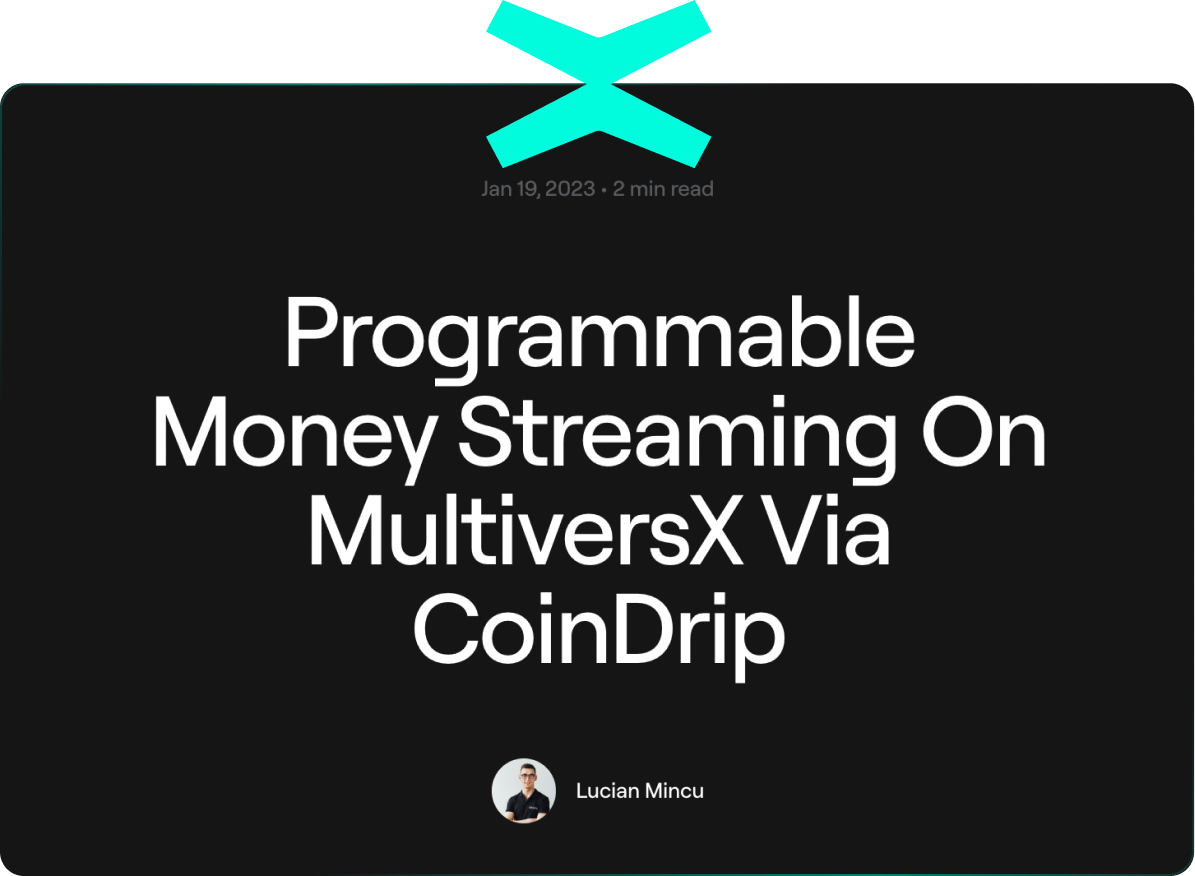 Jan 19, 2023 • 2 min read
Programmable
Money Streaming On
MultiversX Via
CoinDrip
Lucian Mincu